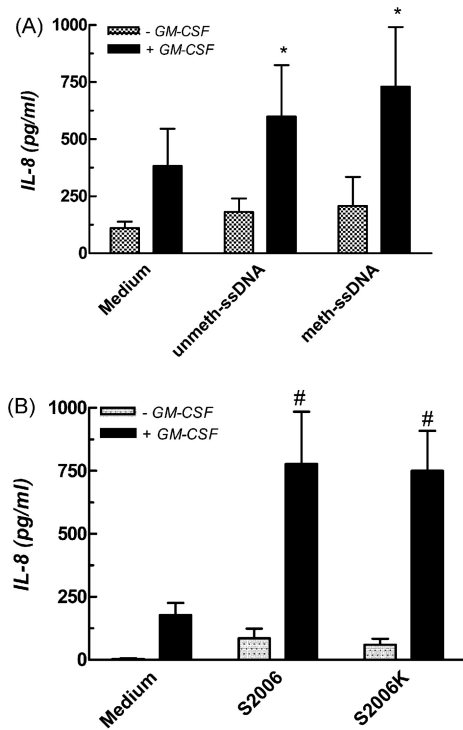 (A)
- GM-CSF
+ GM-CSF
IL-8 (pg/ml)
1000
750
500
250
0
*
*
Medium
unmeth-ssDNA
meth-ssDNA
(B)
- GM-CSF
+ GM-CSF
IL-8 (pg/ml)
1000
750
500
250
0
#
#
Medium
S2006
S2006K